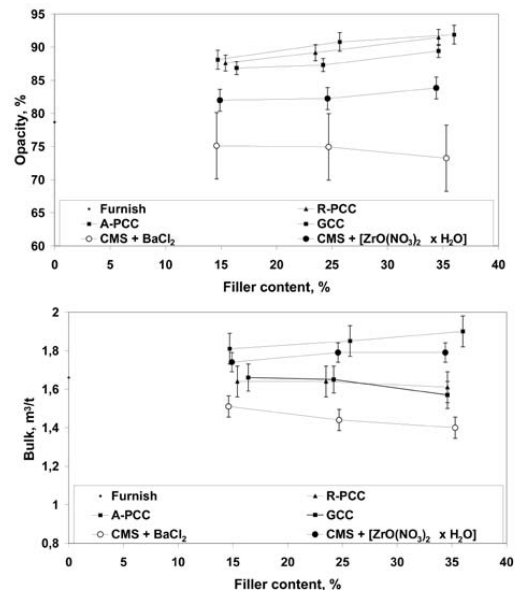 100
95
90
85
80
75
70
65
60
Opacity, %
Furnish R-PCC
A-PCC GCC
CMS + BaCl₂ CMS + [ZrO(NO₃)₂ x H₂O]
0 5 10 15 20 25 30 35 40
Filler content, %
2
1,8
1,6
1,4
1,2
1
0,8
Bulk, m³/t
Furnish R-PCC
A-PCC GCC
CMS + BaCl₂ CMS + [ZrO(NO₃)₂ x H₂O]
0 5 10 15 20 25 30 35 40
Filler content, %